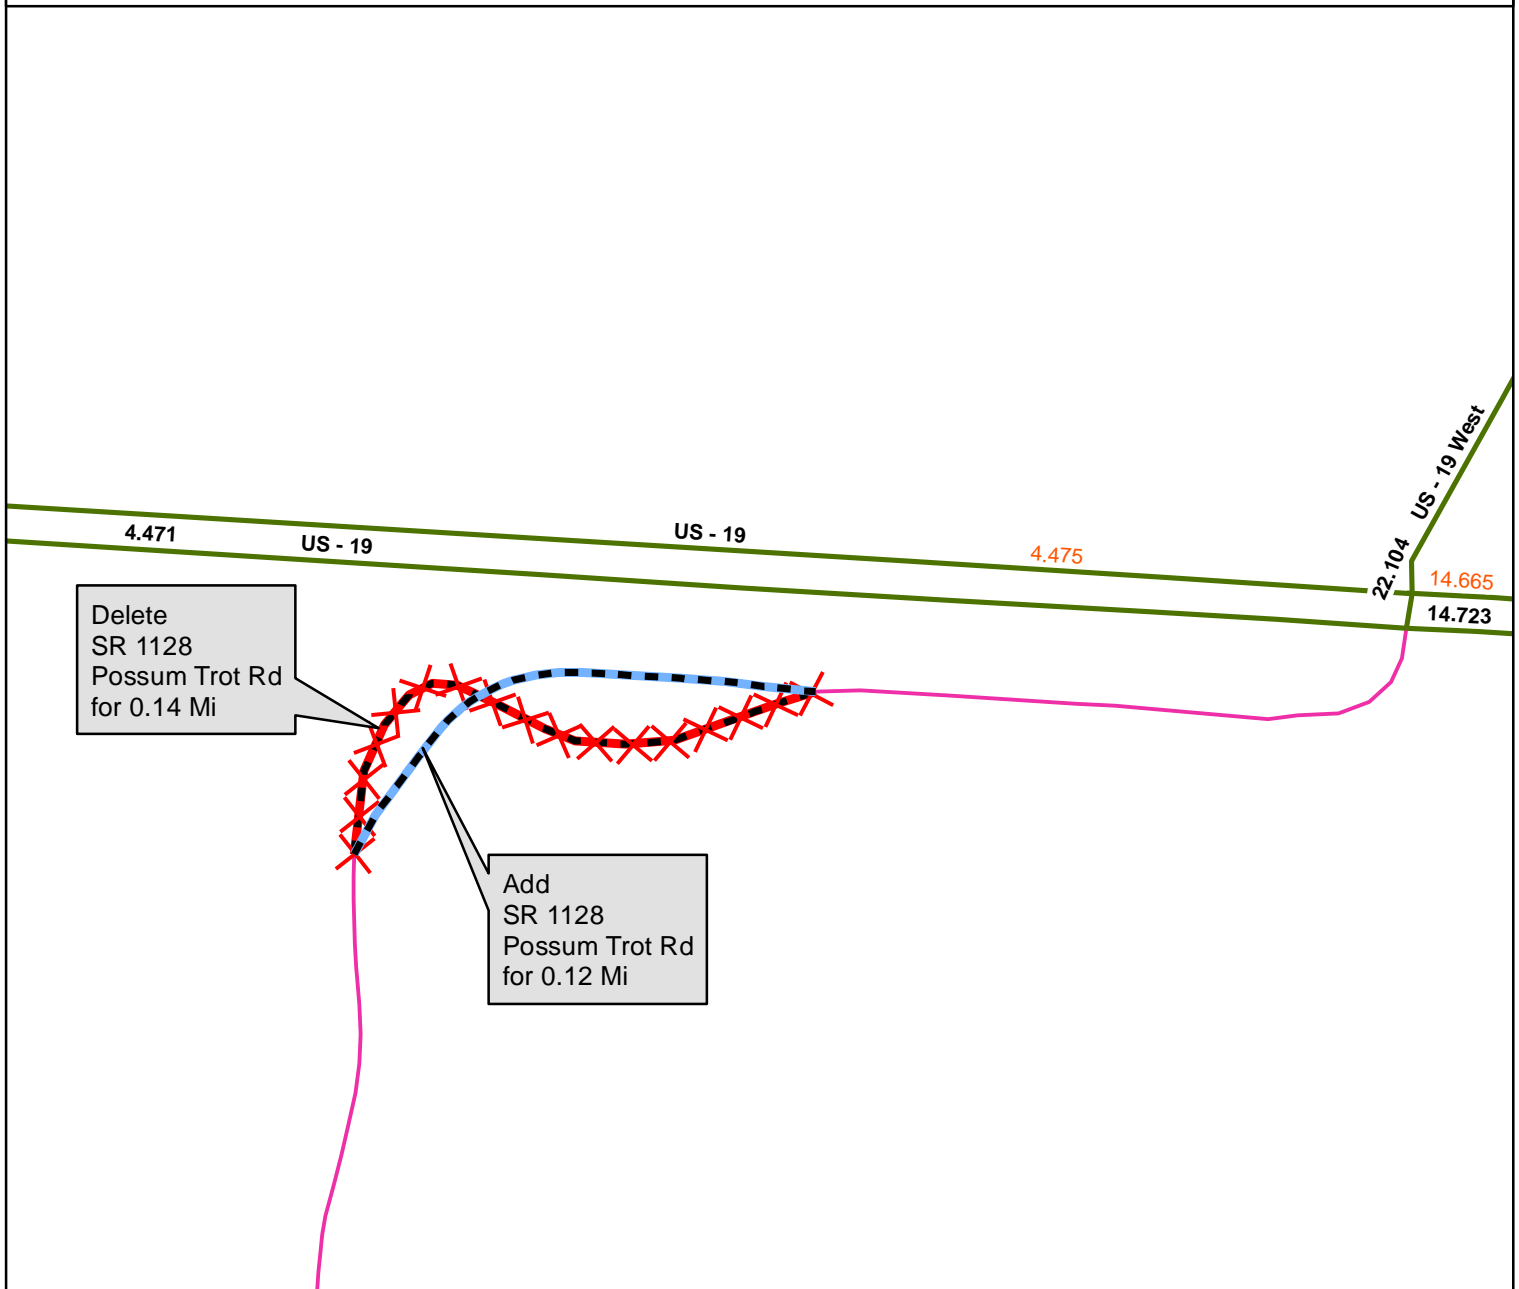 US - 19 West
4.471
US - 19
US - 19
4.475
22.104
14.665
14.723
Delete
SR 1128
Possum Trot Rd
for 0.14 Mi
Add
SR 1128
Possum Trot Rd
for 0.12 Mi